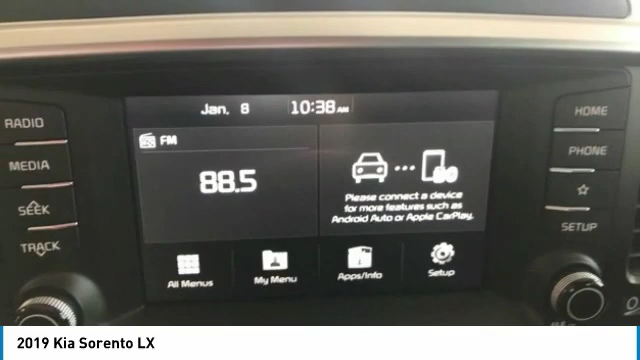 Jan. 8 10:38 AM
RADIO
MEDIA
SEEK
TRACK
FM
88.5
Please connect a device
for more features such as
Android Auto or Apple CarPlay.
All Menus
My Menu
Apps/Info
Setup
HOME
PHONE
SETUP
2019 Kia Sorento LX